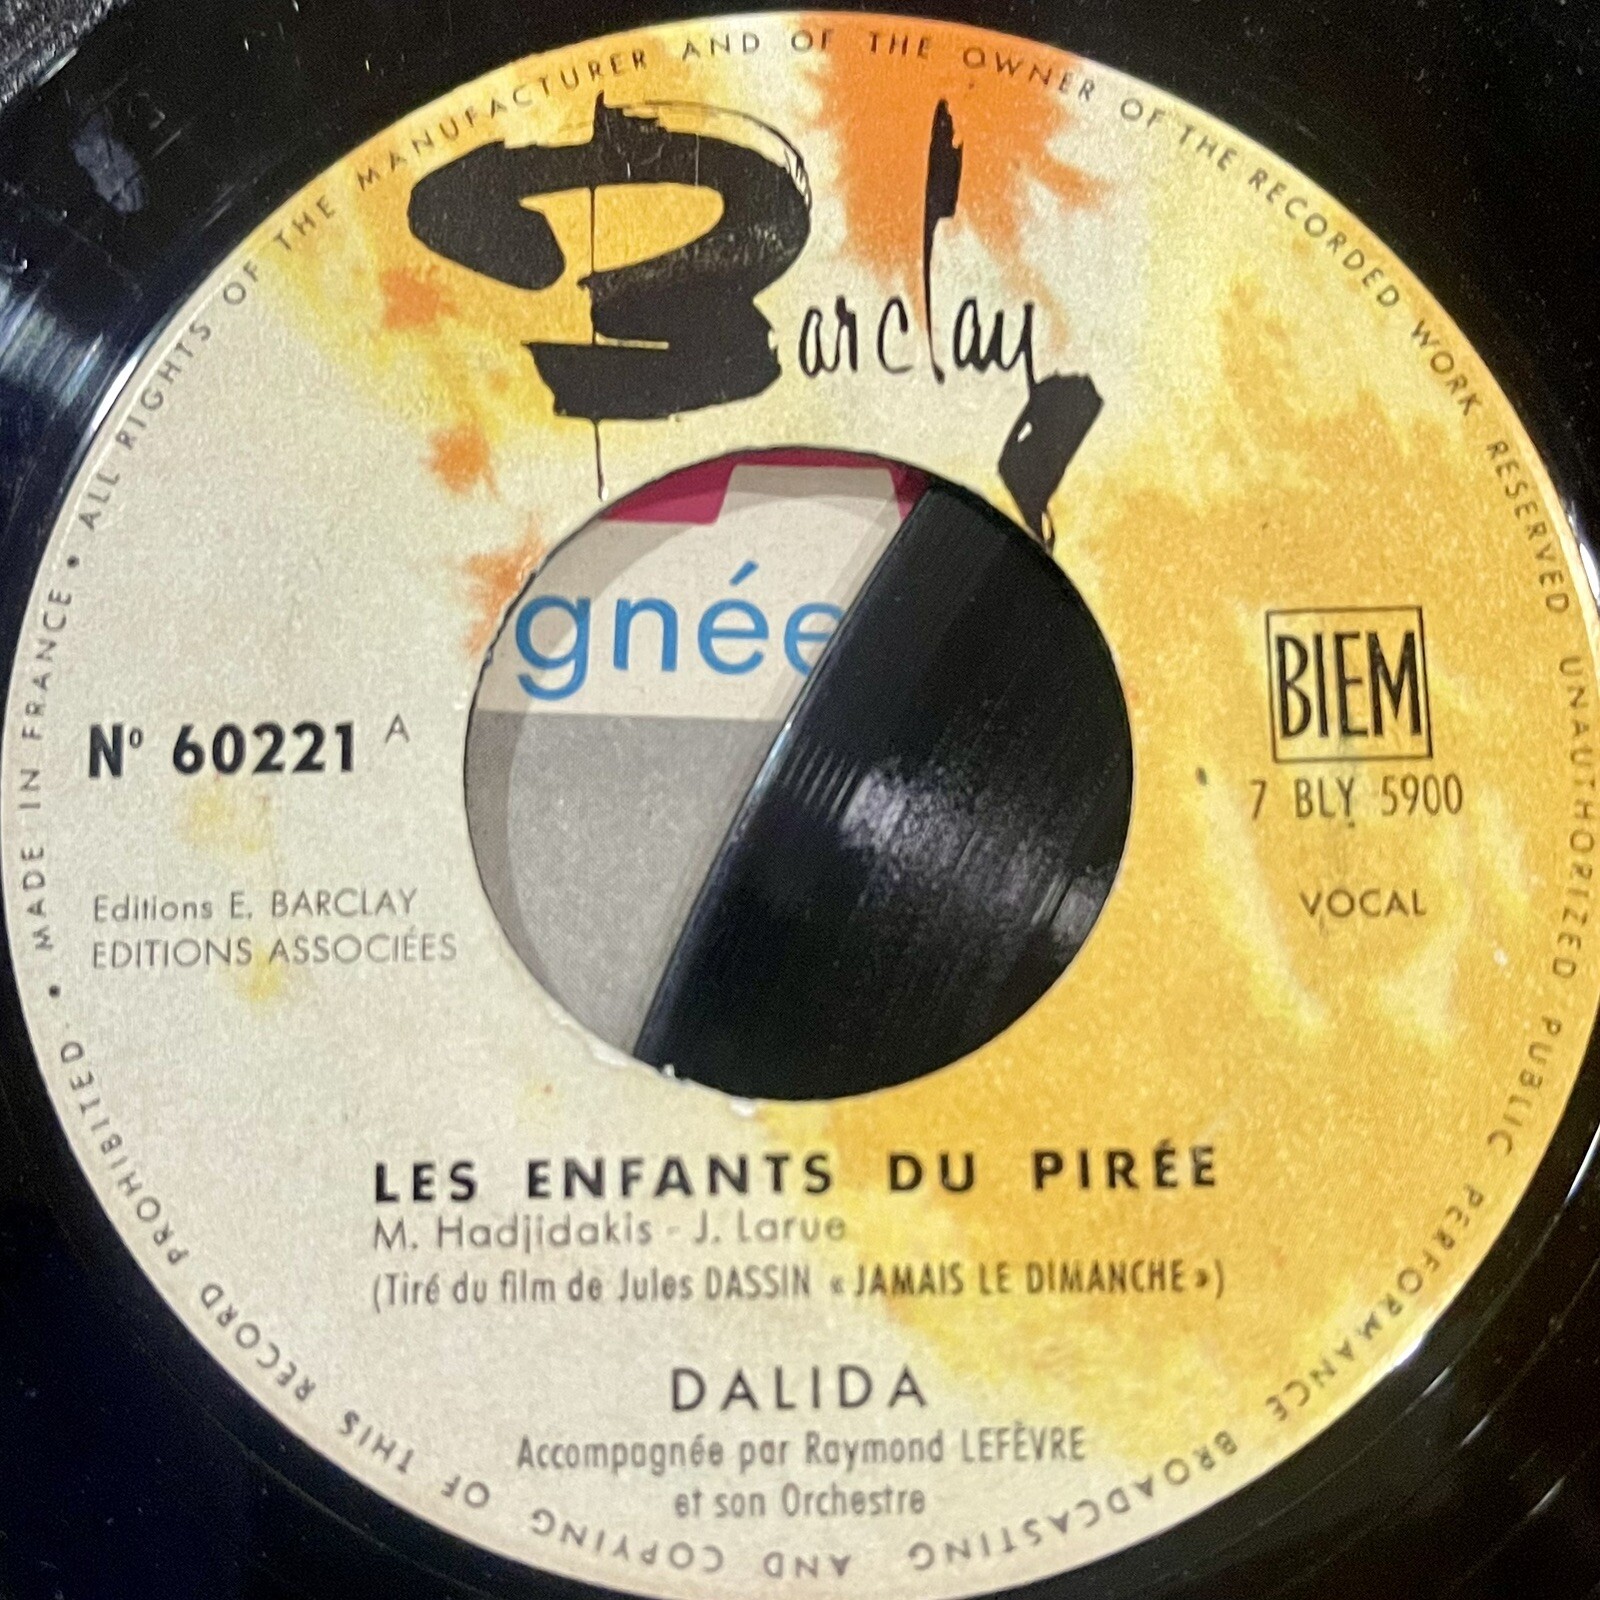 • MADE IN FRANCE • ALL RIGHTS OF THE MANUFACTURER AND OF THE OWNER OF THE RECORDED WORK RESERVED UNAUTHORIZED PUBLIC PERFORMANCE BROADCASTING AND COPYING OF THIS RECORD PROHIBITED.
Barclay
gnée
Nº 60221 A
BIEM
7 BLY 5900
VOCAL
Editions E. BARCLAY
EDITIONS ASSOCIÉES
LES ENFANTS DU PIRÉE
M. Hadjidakis - J. Larue
(Tiré du film de Jules DASSIN « JAMAIS LE DIMANCHE »)
DALIDA
Accompagnée par Raymond LEFÈVRE
et son Orchestre